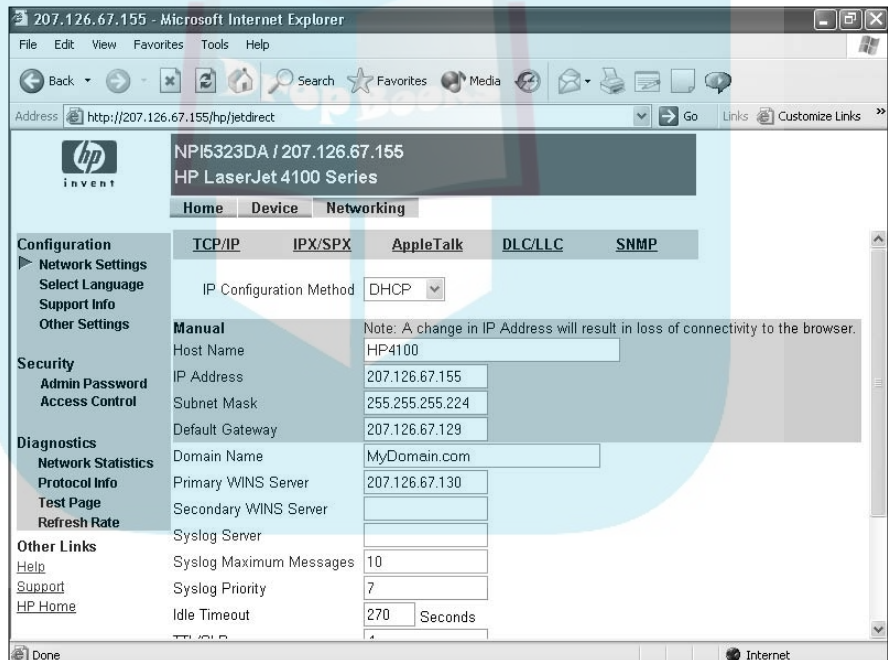 207.126.67.155 - Microsoft Internet Explorer
File Edit View Favorites Tools Help
Back Search Favorites Media
Address http://207.126.67.155/hp/jetdirect Go Links Customize Links »
hp
invent
NPI5323DA / 207.126.67.155
HP LaserJet 4100 Series
Home Device Networking
Configuration
Network Settings
Select Language
Support Info
Other Settings
Security
Admin Password
Access Control
Diagnostics
Network Statistics
Protocol Info
Test Page
Refresh Rate
Other Links
Help
Support
HP Home
TCP/IP IPX/SPX AppleTalk DLC/LLC SNMP
IP Configuration Method DHCP
Manual Note: A change in IP Address will result in loss of connectivity to the browser.
Host Name HP4100
IP Address 207.126.67.155
Subnet Mask 255.255.255.224
Default Gateway 207.126.67.129
Domain Name MyDomain.com
Primary WINS Server 207.126.67.130
Secondary WINS Server
Syslog Server
Syslog Maximum Messages 10
Syslog Priority 7
Idle Timeout 270 Seconds
Done Internet
Pop Books